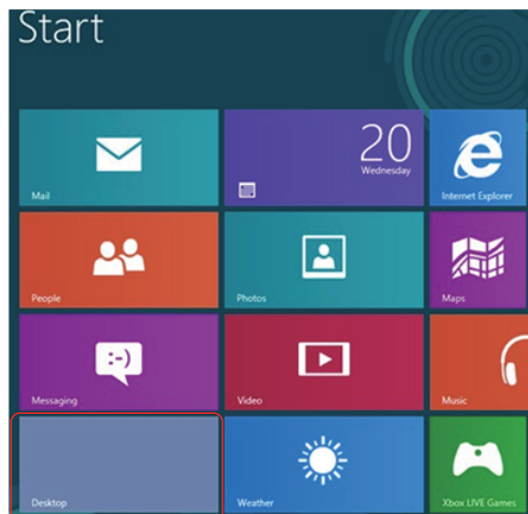 Start
Mail
20
Wednesday
Internet Explorer
People
Photos
Maps
Messaging
:-)
Video
Music
Desktop
Weather
Xbox LIVE Games